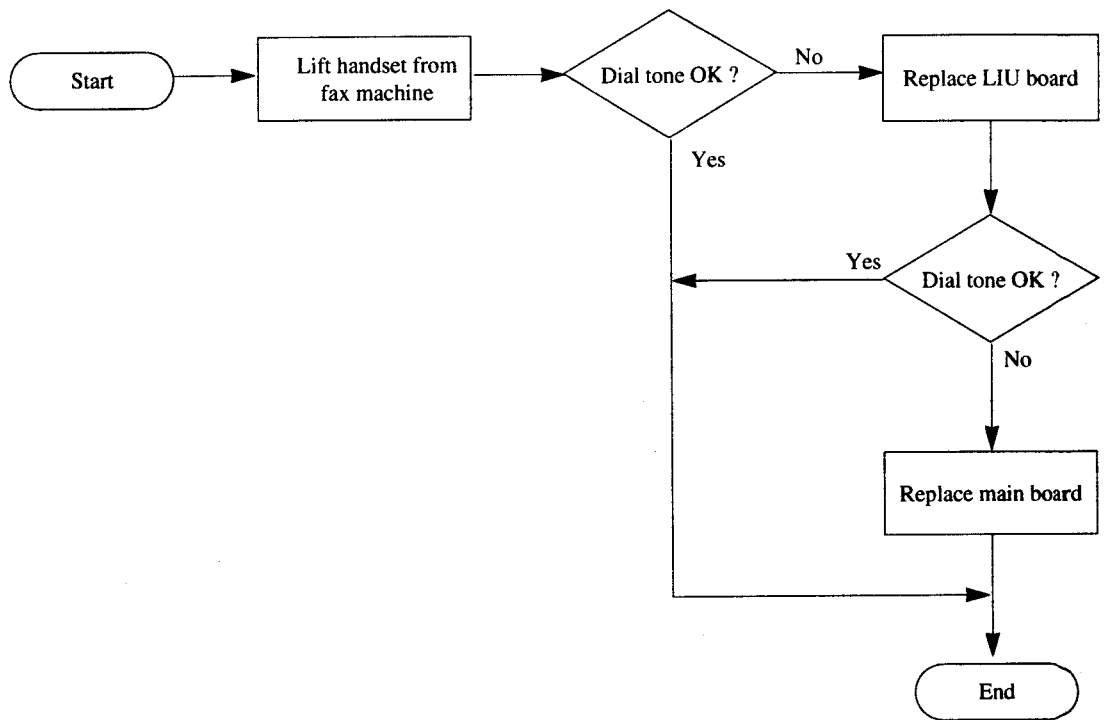 Start
Lift handset from
fax machine
Dial tone OK ?
No
Replace LIU board
Yes
Yes
Dial tone OK ?
No
Replace main board
End